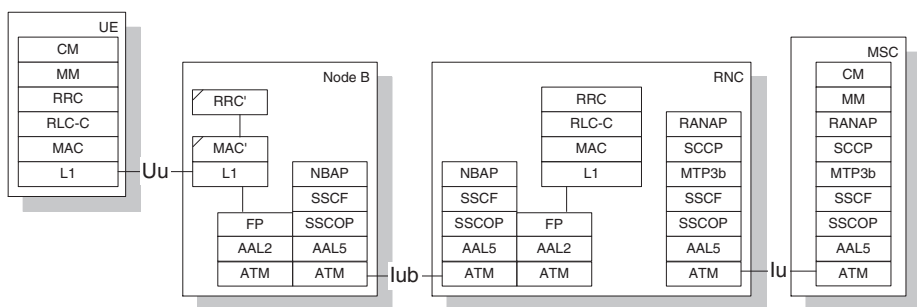 UE
CM
MM
RRC
RLC-C
MAC
L1
Uu
Node B
RRC'
MAC'
L1
FP
AAL2
ATM
NBAP
SSCF
SSCOP
AAL5
ATM
Iub
RNC
NBAP
SSCF
SSCOP
AAL5
ATM
FP
AAL2
ATM
RRC
RLC-C
MAC
L1
RANAP
SCCP
MTP3b
SSCF
SSCOP
AAL5
ATM
Iu
MSC
CM
MM
RANAP
SCCP
MTP3b
SSCF
SSCOP
AAL5
ATM